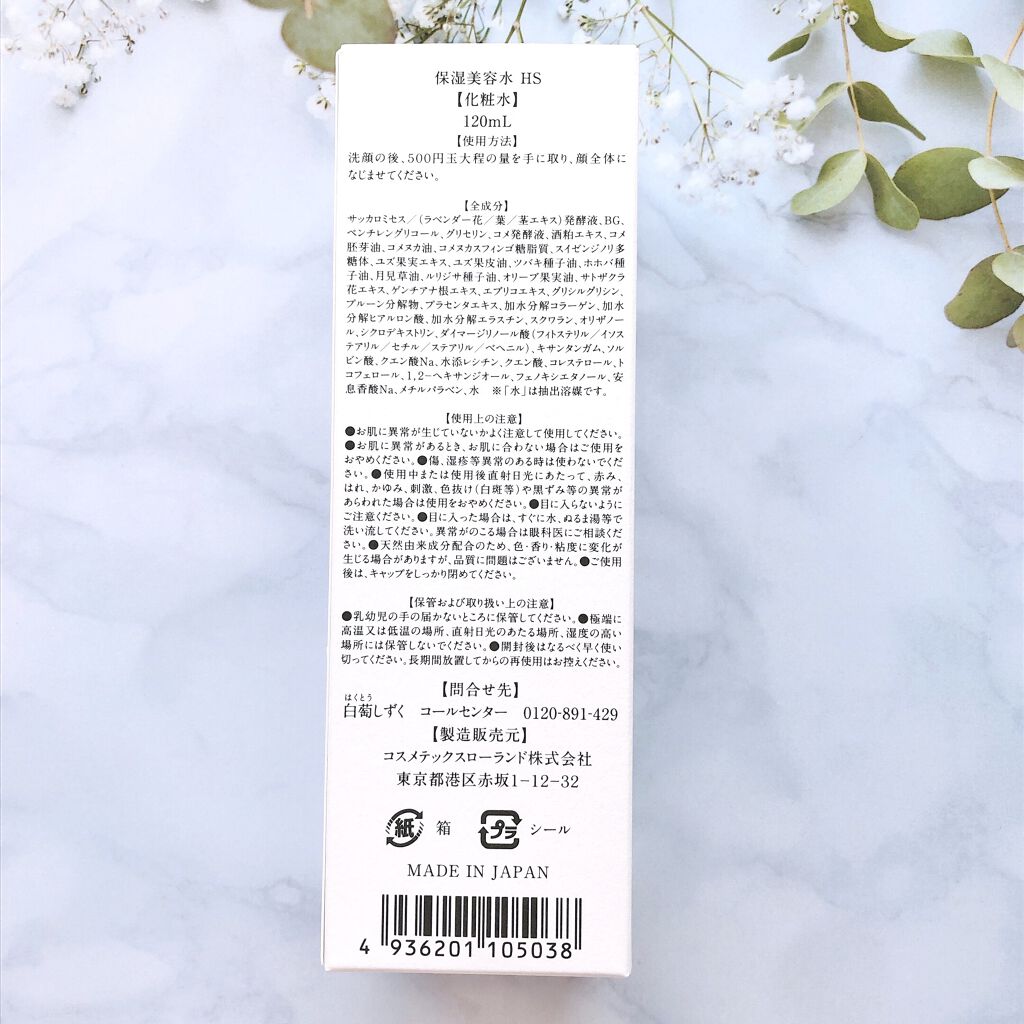 保湿美容水 HS
【化粧水】
120mL
【使用方法】
洗顔の後、500円玉大程の量を手に取り、顔全体に
なじませてください。
【全成分】
サッカロミセス／（ラベンダー花／葉／茎エキス）発酵液、BG、
ペンチレングリコール、グリセリン、コメ発酵液、酒粕エキス、コメ
胚芽油、コメヌカ油、コメヌカスフィンゴ糖脂質、スイゼンジノリ多
糖体、ユズ果実エキス、ユズ果皮油、ツバキ種子油、ホホバ種
子油、月見草油、ルリジサ種子油、オリーブ果実油、サトザクラ
花エキス、ゲンチアナ根エキス、エブリコエキス、グリシルグリシン、
プルーン分解物、プラセンタエキス、加水分解コラーゲン、加水
分解ヒアルロン酸、加水分解エラスチン、スクワラン、オリザノー
ル、シクロデキストリン、ダイマージリノール酸（フィトステリル／イソス
テアリル／セチル／ステアリル／ベヘニル）、キサンタンガム、ソル
ビン酸、クエン酸Na、水添レシチン、クエン酸、コレステロール、ト
コフェロール、1,2－ヘキサンジオール、フェノキシエタノール、安
息香酸Na、メチルパラベン、水　※「水」は抽出溶媒です。
【使用上の注意】
●お肌に異常が生じていないかよく注意して使用してください。
●お肌に異常があるとき、お肌に合わない場合はご使用を
おやめください。●傷、湿疹等異常のある時は使わないでくだ
さい。●使用中または使用後直射日光にあたって、赤み、
はれ、かゆみ、刺激、色抜け（白斑等）や黒ずみ等の異常が
あらわれた場合は使用をおやめください。●目に入らないように
ご注意ください。●目に入った場合は、すぐに水、ぬるま湯等で
洗い流してください。異常がのこる場合は眼科医にご相談くだ
さい。●天然由来成分配合のため、色・香り・粘度に変化が
生じる場合がありますが、品質に問題はございません。●ご使用
後は、キャップをしっかり閉めてください。
【保管および取り扱い上の注意】
●乳幼児の手の届かないところに保管してください。●極端に
高温又は低温の場所、直射日光のあたる場所、湿度の高い
場所には保管しないでください。●開封後はなるべく早く使い
切ってください。長期間放置してからの再使用はお控えください。
【問合せ先】
はくとう
白萄しずく　コールセンター　0120-891-429
【製造販売元】
コスメテックスローランド株式会社
東京都港区赤坂1－12－32
紙 箱 プラ シール
MADE IN JAPAN
4 936201 105038